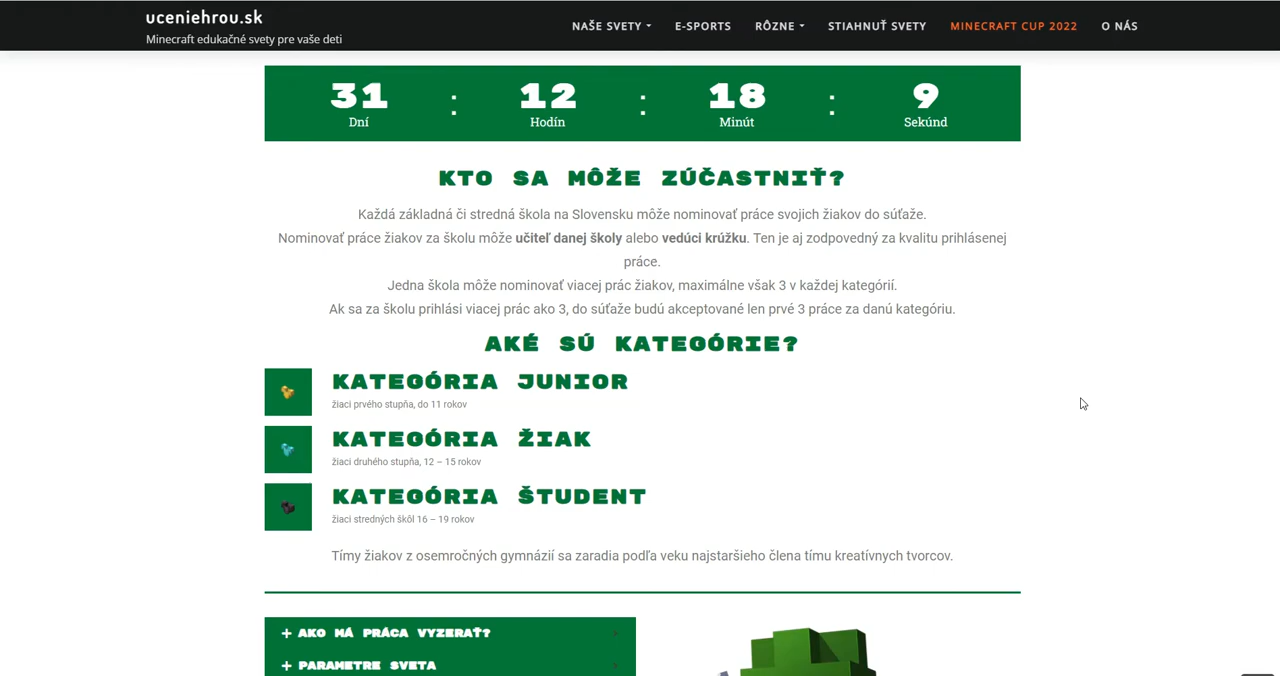 uceniehrou.sk
Minecraft edukačné svety pre vaše deti
NAŠE SVETY E-SPORTS RÔZNE STIAHNUŤ SVETY MINECRAFT CUP 2022 O NÁS
31 : 12 : 18 : 9
Dní Hodín Minút Sekúnd
KTO SA MÔŽE ZÚČASTNIŤ?
Každá základná či stredná škola na Slovensku môže nominovať práce svojich žiakov do súťaže.
Nominovať práce žiakov za školu môže učiteľ danej školy alebo vedúci krúžku. Ten je aj zodpovedný za kvalitu prihlásenej
práce.
Jedna škola môže nominovať viacej prác žiakov, maximálne však 3 v každej kategórií.
Ak sa za školu prihlási viacej prác ako 3, do súťaže budú akceptované len prvé 3 práce za danú kategóriu.
AKÉ SÚ KATEGÓRIE?
KATEGÓRIA JUNIOR
žiaci prvého stupňa, do 11 rokov
KATEGÓRIA ŽIAK
žiaci druhého stupňa, 12 – 15 rokov
KATEGÓRIA ŠTUDENT
žiaci stredných škôl 16 – 19 rokov
Tímy žiakov z osemročných gymnázií sa zaradia podľa veku najstaršieho člena tímu kreatívnych tvorcov.
+ AKO MÁ PRÁCA VYZERAŤ?
+ PARAMETRE SVETA